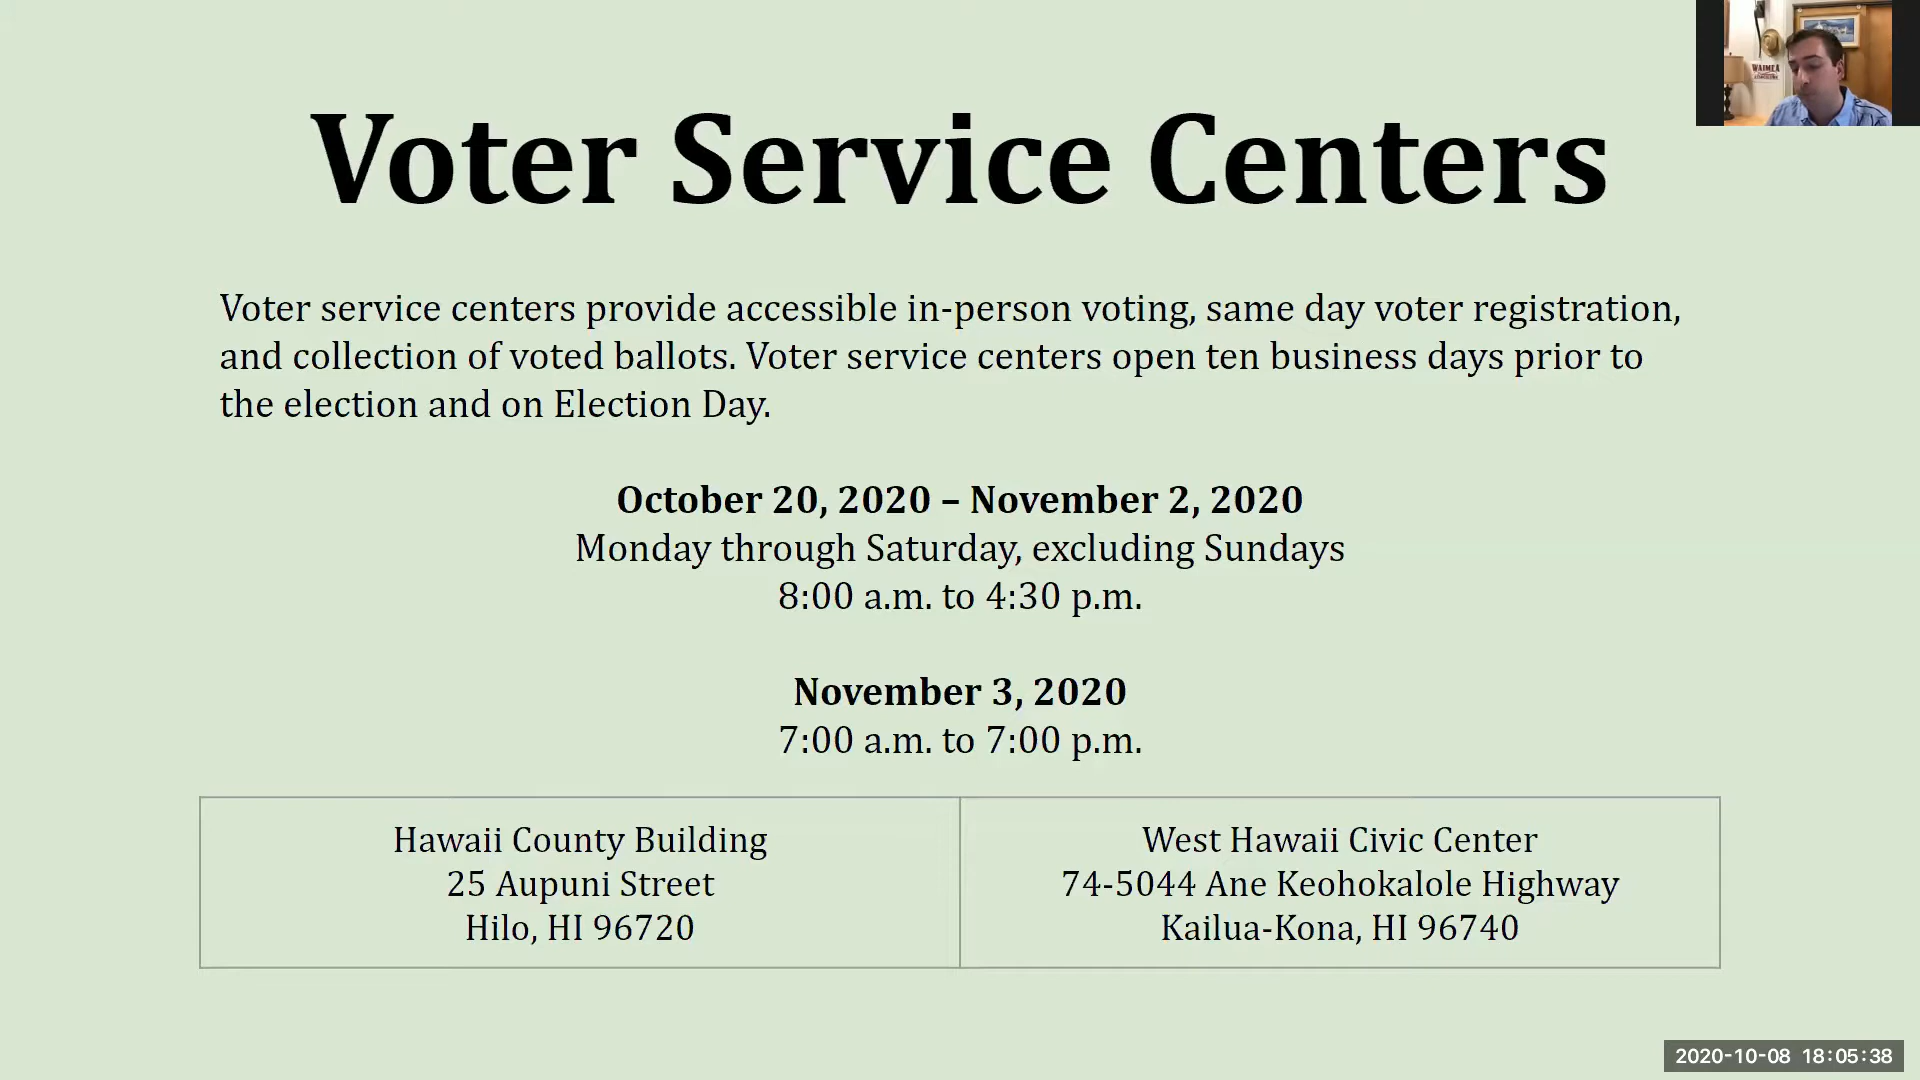 WAIMEA
Voter Service Centers
Voter service centers provide accessible in-person voting, same day voter registration,
and collection of voted ballots. Voter service centers open ten business days prior to
the election and on Election Day.
October 20, 2020 – November 2, 2020
Monday through Saturday, excluding Sundays
8:00 a.m. to 4:30 p.m.
November 3, 2020
7:00 a.m. to 7:00 p.m.
Hawaii County Building
25 Aupuni Street
Hilo, HI 96720
West Hawaii Civic Center
74-5044 Ane Keohokalole Highway
Kailua-Kona, HI 96740
2020-10-08 18:05:38